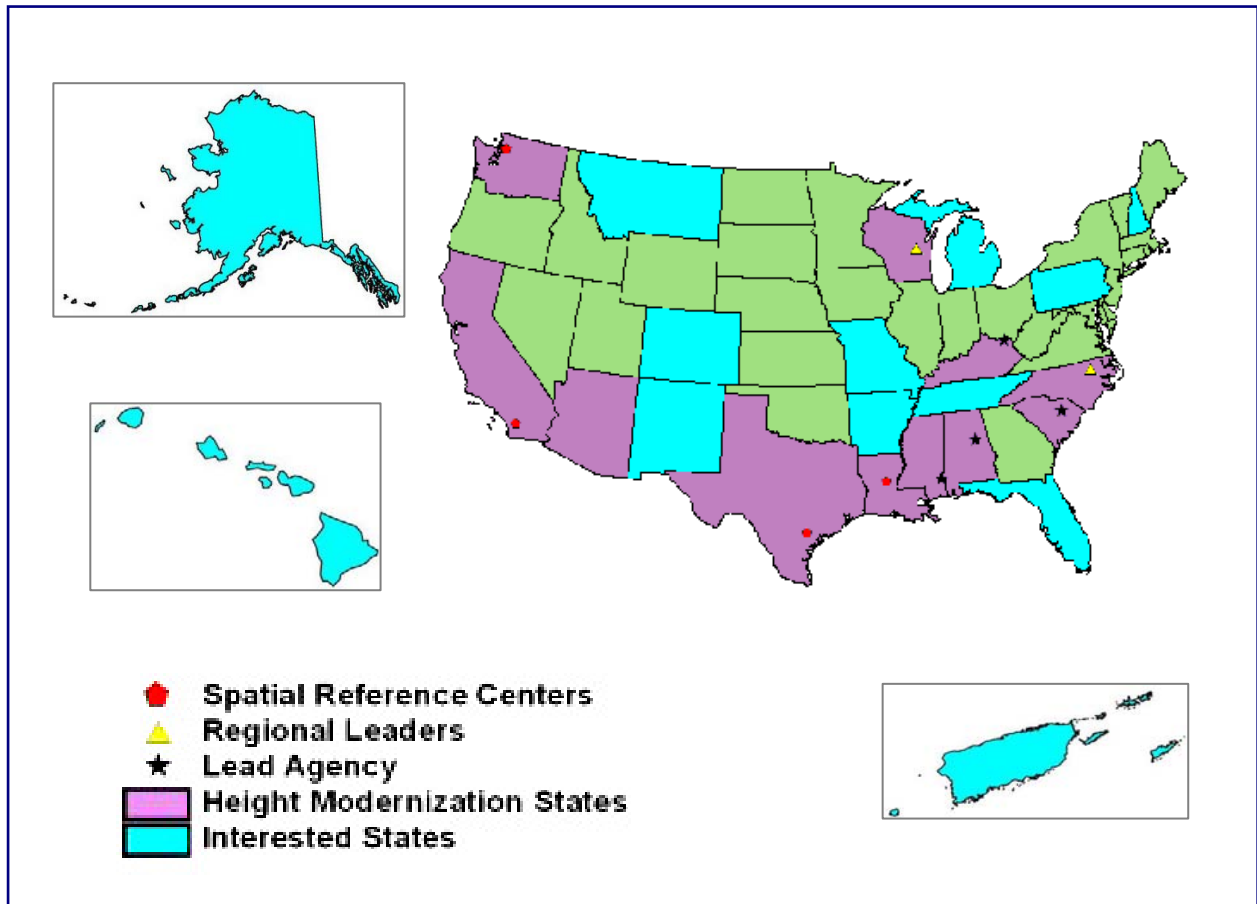 Spatial Reference Centers
Regional Leaders
Lead Agency
Height Modernization States
Interested States